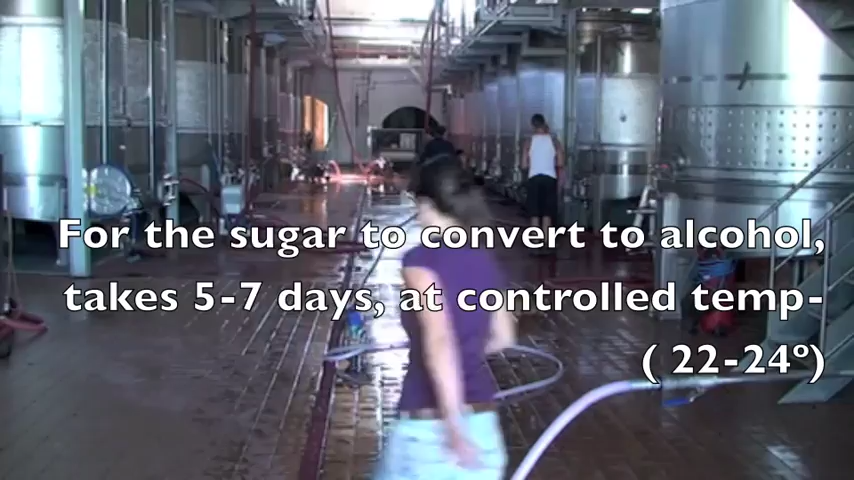 For the sugar to convert to alcohol,
takes 5-7 days, at controlled temp-
( 22-24º)